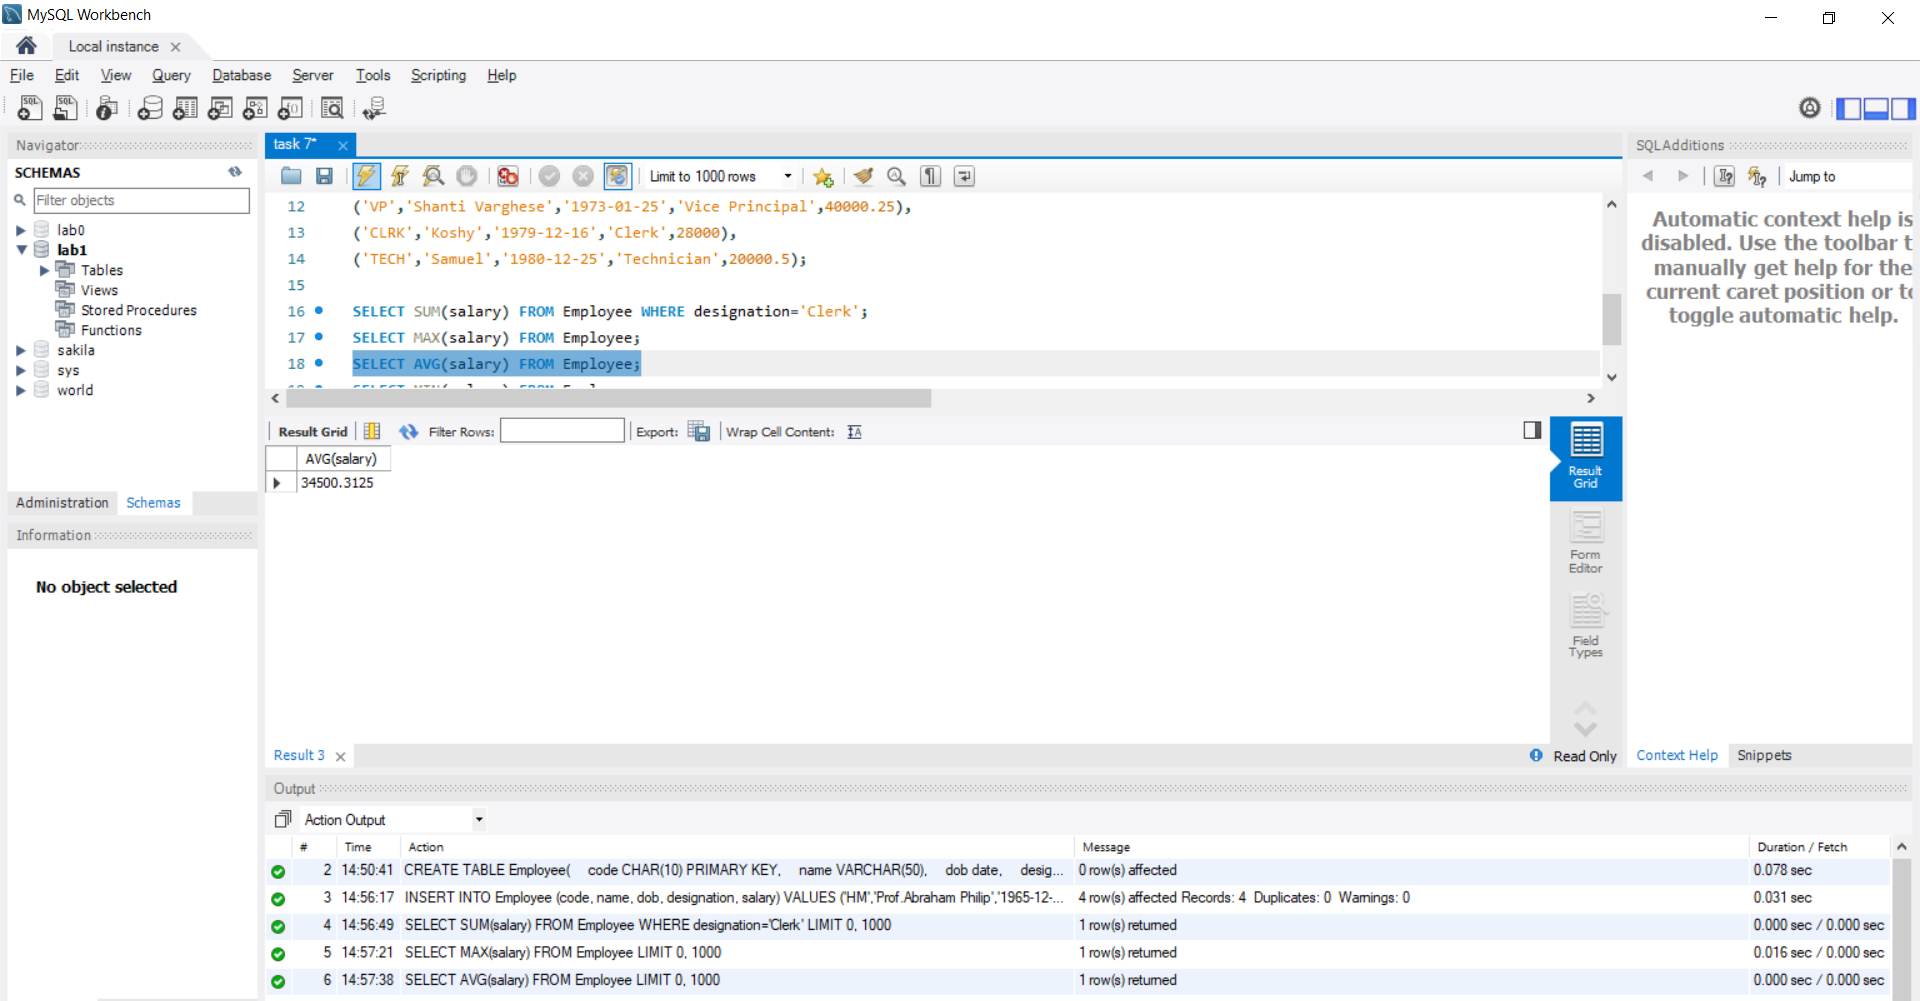 MySQL Workbench
Local instance
File Edit View Query Database Server Tools Scripting Help
Navigator
SCHEMAS
Filter objects
lab0
lab1
Tables
Views
Stored Procedures
Functions
sakila
sys
world
Administration Schemas
Information
No object selected
task 7*
Limit to 1000 rows
12 ('VP','Shanti Varghese','1973-01-25','Vice Principal',40000.25),
13 ('CLRK','Koshy','1979-12-16','Clerk',28000),
14 ('TECH','Samuel','1980-12-25','Technician',20000.5);
15
16 SELECT SUM(salary) FROM Employee WHERE designation='Clerk';
17 SELECT MAX(salary) FROM Employee;
18 SELECT AVG(salary) FROM Employee;
Result Grid Filter Rows: Export: Wrap Cell Content:
AVG(salary)
34500.3125
Result Grid
Form Editor
Field Types
Result 3
Read Only
SQLAdditions
Jump to
Automatic context help is
disabled. Use the toolbar t
manually get help for the
current caret position or to
toggle automatic help.
Context Help Snippets
Output
Action Output
# Time Action Message Duration / Fetch
2 14:50:41 CREATE TABLE Employee( code CHAR(10) PRIMARY KEY, name VARCHAR(50), dob date, desig... 0 row(s) affected 0.078 sec
3 14:56:17 INSERT INTO Employee (code, name, dob, designation, salary) VALUES ('HM','Prof.Abraham Philip','1965-12-... 4 row(s) affected Records: 4 Duplicates: 0 Warnings: 0 0.031 sec
4 14:56:49 SELECT SUM(salary) FROM Employee WHERE designation='Clerk' LIMIT 0, 1000 1 row(s) returned 0.000 sec / 0.000 sec
5 14:57:21 SELECT MAX(salary) FROM Employee LIMIT 0, 1000 1 row(s) returned 0.016 sec / 0.000 sec
6 14:57:38 SELECT AVG(salary) FROM Employee LIMIT 0, 1000 1 row(s) returned 0.000 sec / 0.000 sec